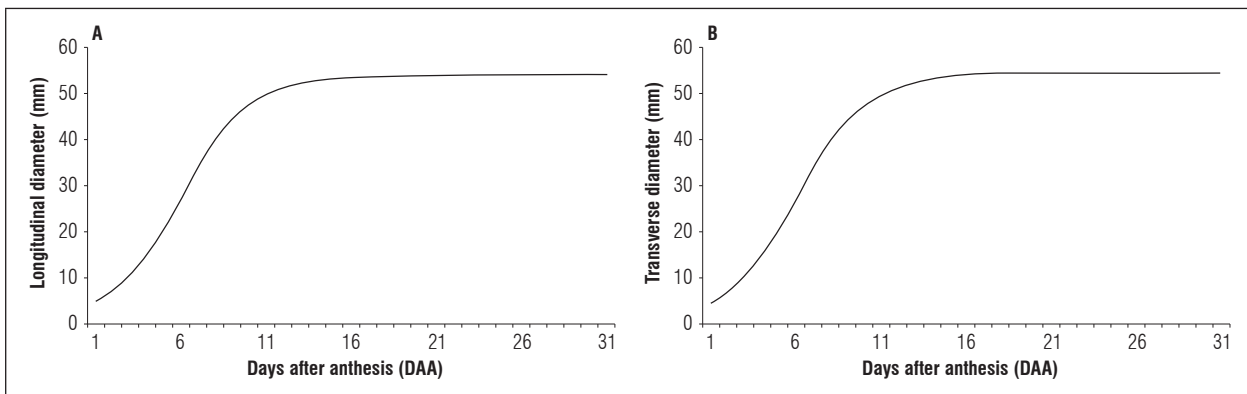 A
Longitudinal diameter (mm)
60
50
40
30
20
10
0
1 6 11 16 21 26 31
Days after anthesis (DAA)
B
Transverse diameter (mm)
60
50
40
30
20
10
0
1 6 11 16 21 26 31
Days after anthesis (DAA)